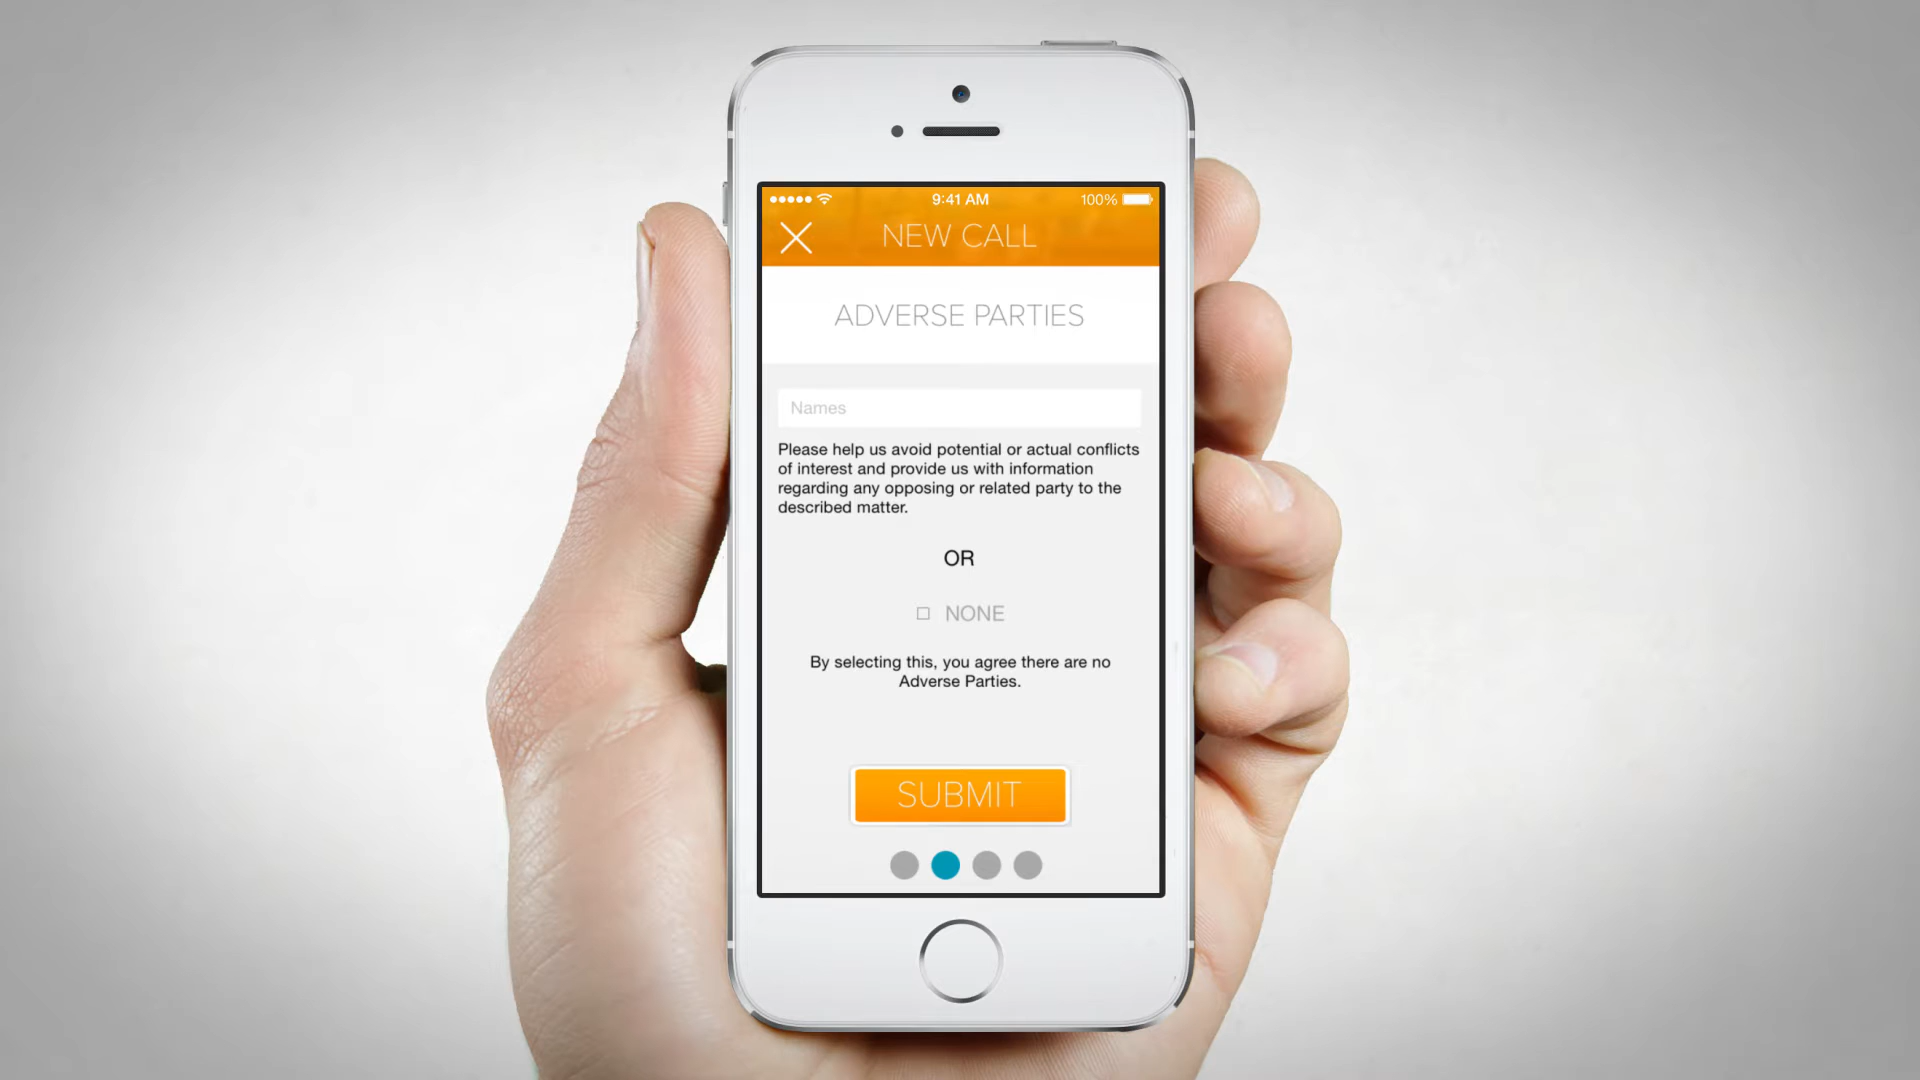 9:41 AM
100%
NEW CALL
ADVERSE PARTIES
Names
Please help us avoid potential or actual conflicts
of interest and provide us with information
regarding any opposing or related party to the
described matter.
OR
NONE
By selecting this, you agree there are no
Adverse Parties.
SUBMIT